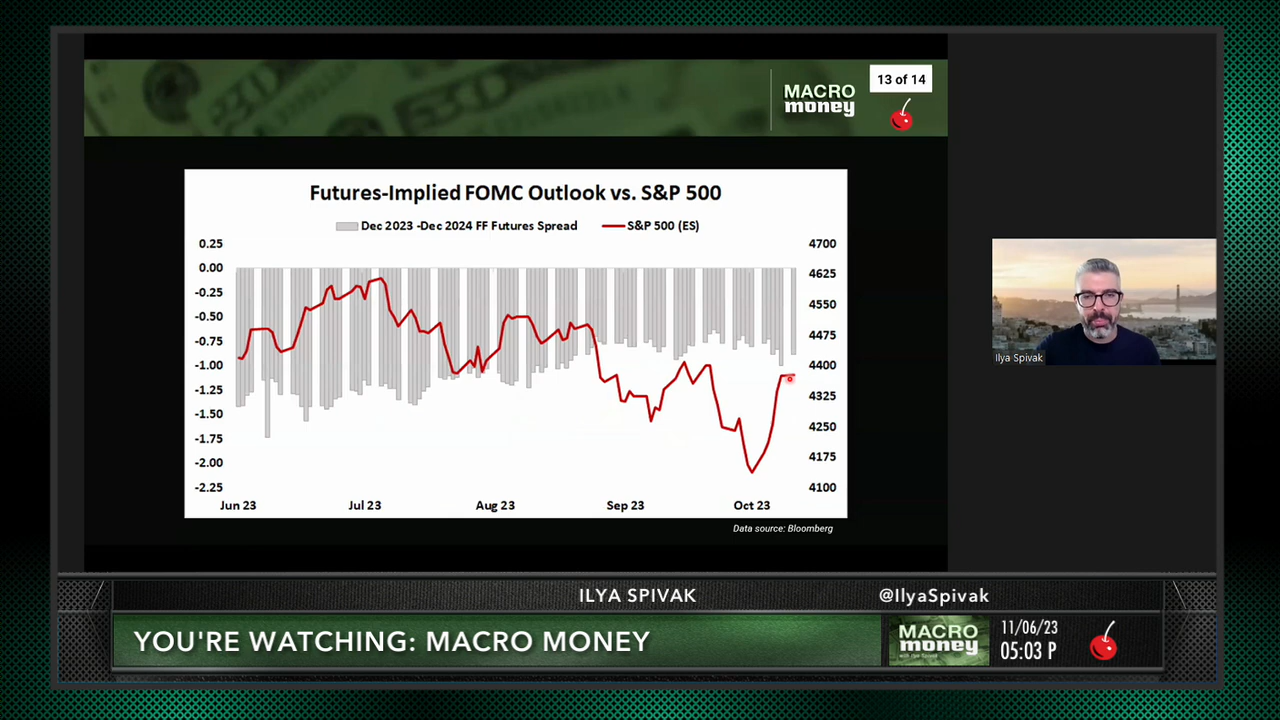 MACRO
money
13 of 14
Futures-Implied FOMC Outlook vs. S&P 500
Dec 2023 -Dec 2024 FF Futures Spread
S&P 500 (ES)
0.25
0.00
-0.25
-0.50
-0.75
-1.00
-1.25
-1.50
-1.75
-2.00
-2.25
4700
4625
4550
4475
4400
4325
4250
4175
4100
Jun 23
Jul 23
Aug 23
Sep 23
Oct 23
Data source: Bloomberg
Ilya Spivak
ILYA SPIVAK
@IlyaSpivak
YOU'RE WATCHING: MACRO MONEY
MACRO
money
with Ilya Spivak
11/06/23
05:03 P